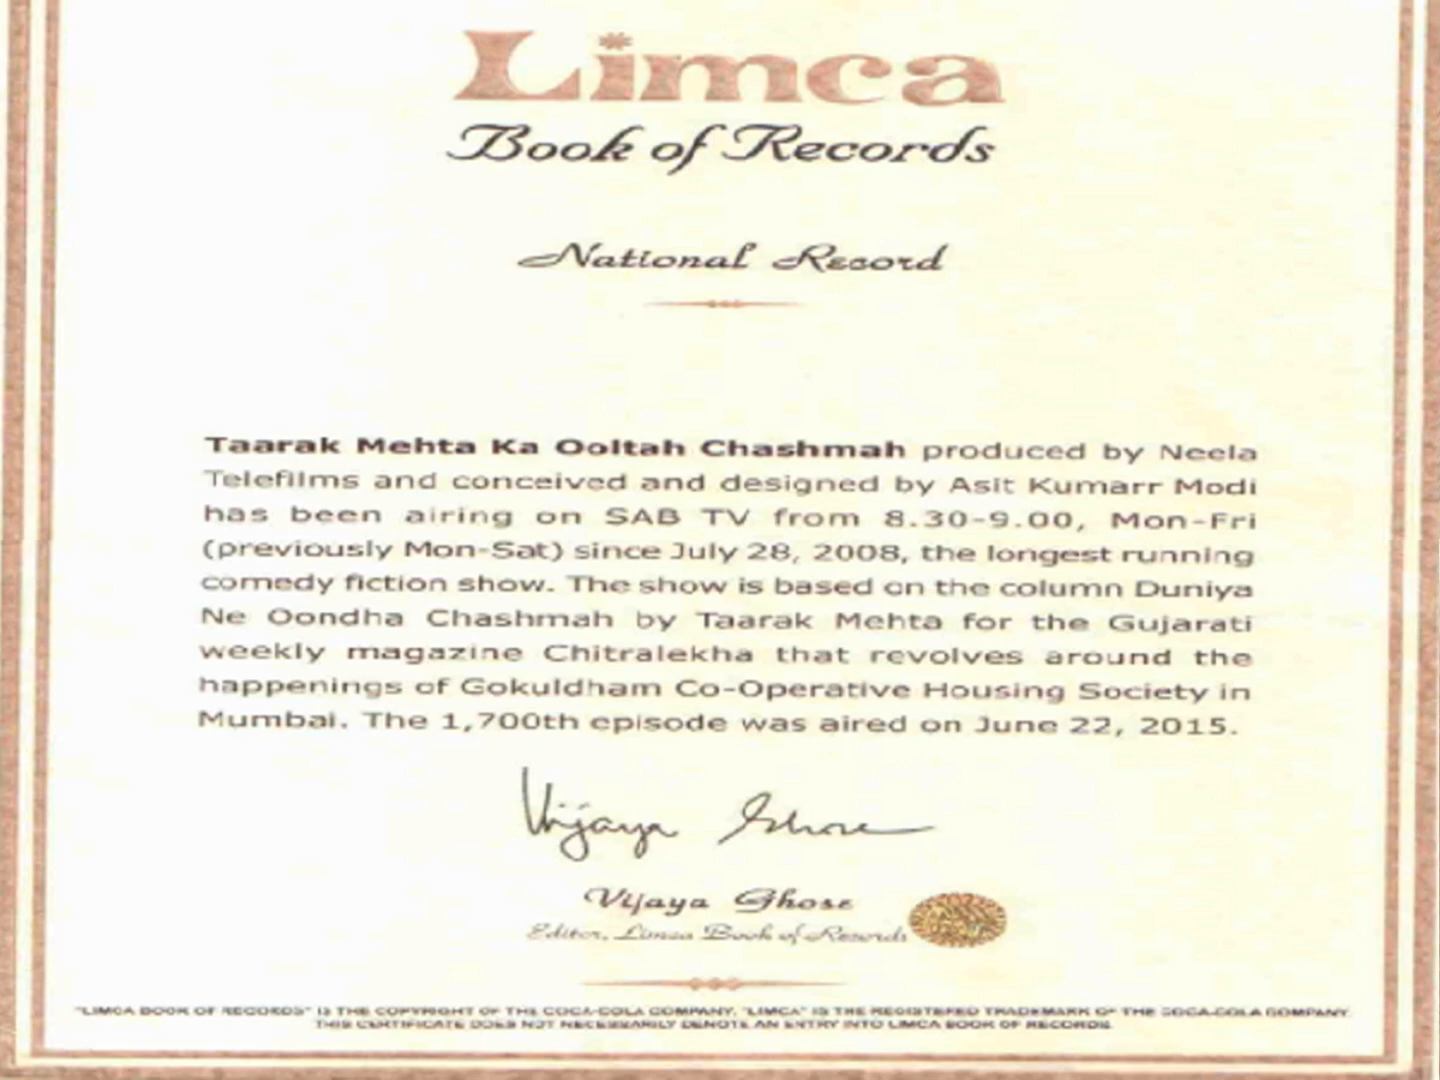 Limca
Book of Records
National Record
Taarak Mehta Ka Ooltah Chashmah produced by Neela
Telefilms and conceived and designed by Asit Kumarr Modi
has been airing on SAB TV from 8.30-9.00, Mon-Fri
(previously Mon-Sat) since July 28, 2008, the longest running
comedy fiction show. The show is based on the column Duniya
Ne Oondha Chashmah by Taarak Mehta for the Gujarati
weekly magazine Chitralekha that revolves around the
happenings of Gokuldham Co-Operative Housing Society in
Mumbai. The 1,700th episode was aired on June 22, 2015.
Vijaya Ghose
Vijaya Ghose
Editor, Limca Book of Records
"LIMCA BOOK OF RECORDS" IS THE COPYRIGHT OF THE COCA-COLA COMPANY. "LIMCA" IS THE REGISTERED TRADEMARK OF THE COCA-COLA COMPANY.
THIS CERTIFICATE DOES NOT NECESSARILY DENOTE AN ENTRY INTO LIMCA BOOK OF RECORDS.